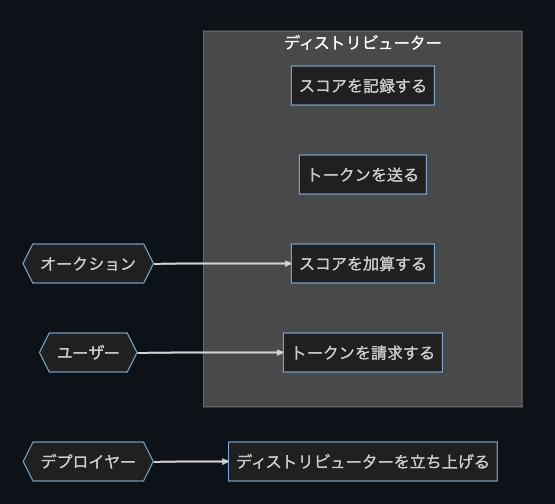 ディストリビューター
スコアを記録する
トークンを送る
オークション
スコアを加算する
ユーザー
トークンを請求する
デプロイヤー
ディストリビューターを立ち上げる